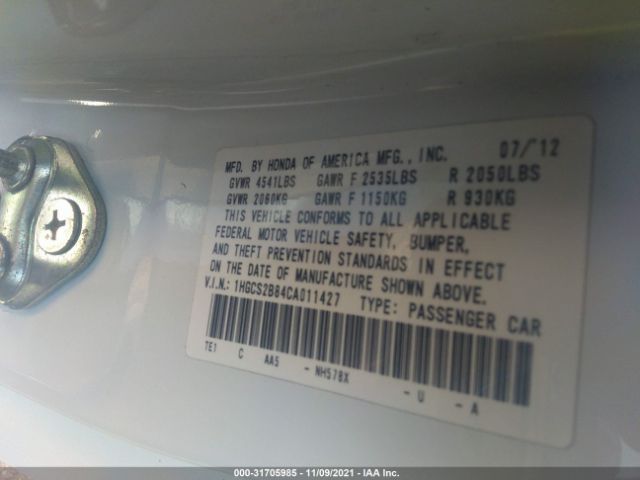 MFD. BY HONDA OF AMERICA MFG., INC. 07/'12
GVWR 4541LBS GAWR F 2535LBS R 2050LBS
GVWR 2060KG GAWR F 1150KG R 930KG
THIS VEHICLE CONFORMS TO ALL APPLICABLE
FEDERAL MOTOR VEHICLE SAFETY, BUMPER,
AND THEFT PREVENTION STANDARDS IN EFFECT
ON THE DATE OF MANUFACTURE SHOWN ABOVE.
V.I.N.: 1HGCS2B84CA011427 TYPE: PASSENGER CAR
TE1 C AA5 - NH578X - U - A
000-31705985 - 11/09/2021 - IAA Inc.